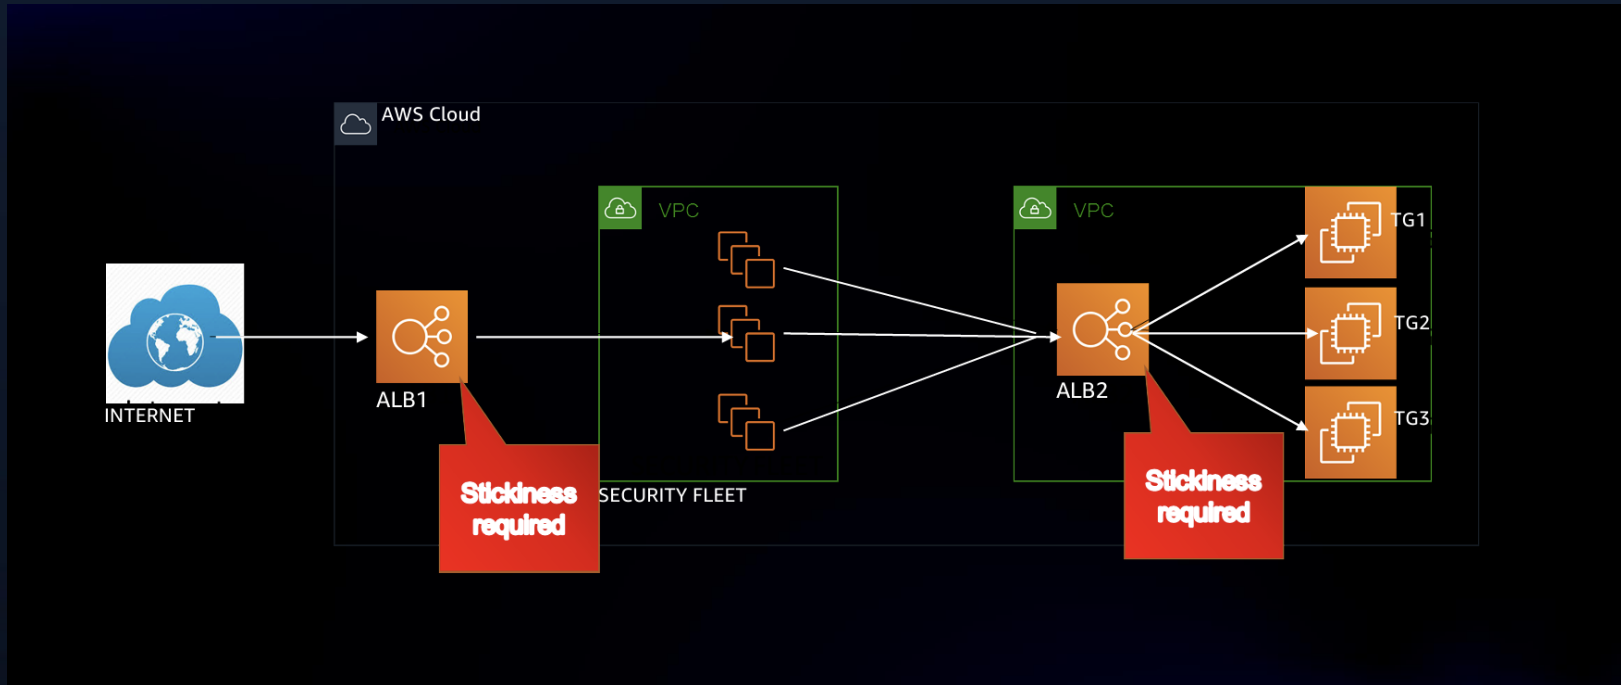 AWS Cloud
VPC
VPC
TG1
TG2
TG3
INTERNET
ALB1
ALB2
Stickiness
required
SECURITY FLEET
Stickiness
required